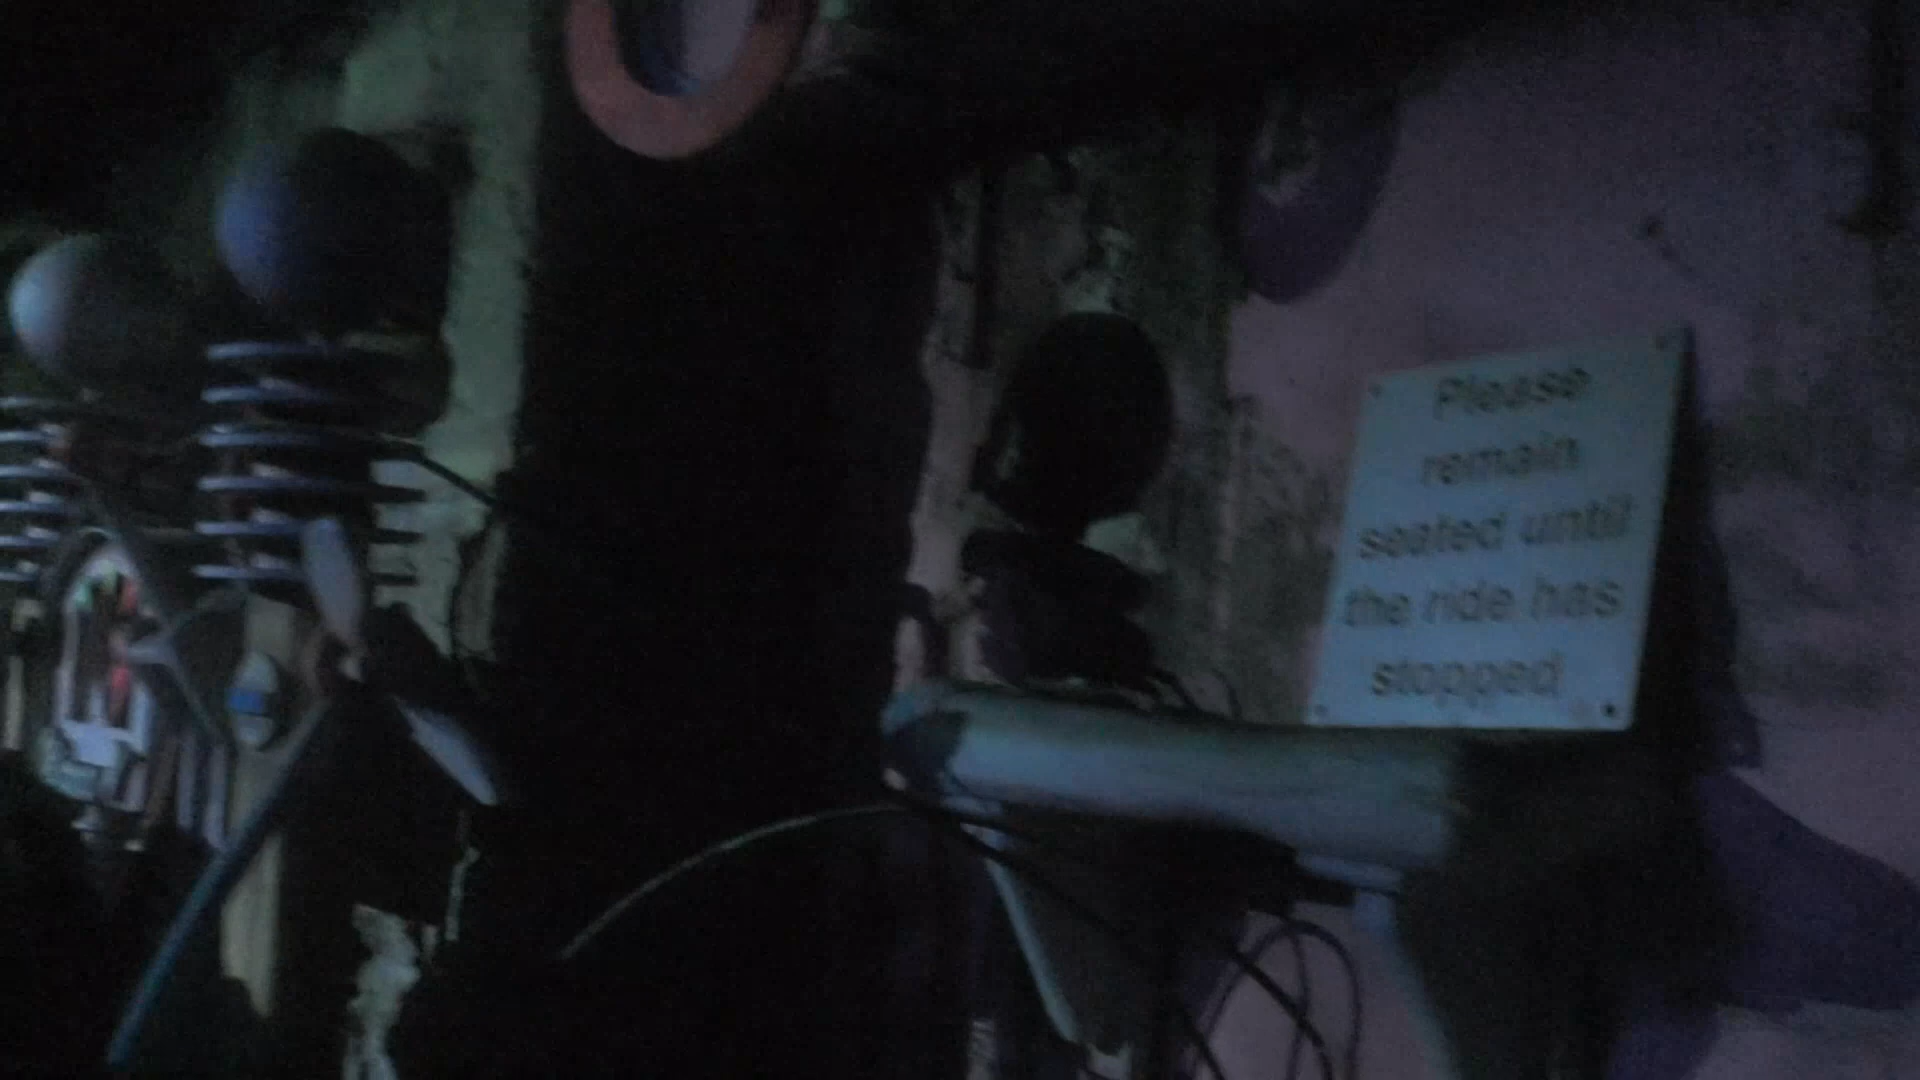 Please
remain
seated until
the ride has
stopped